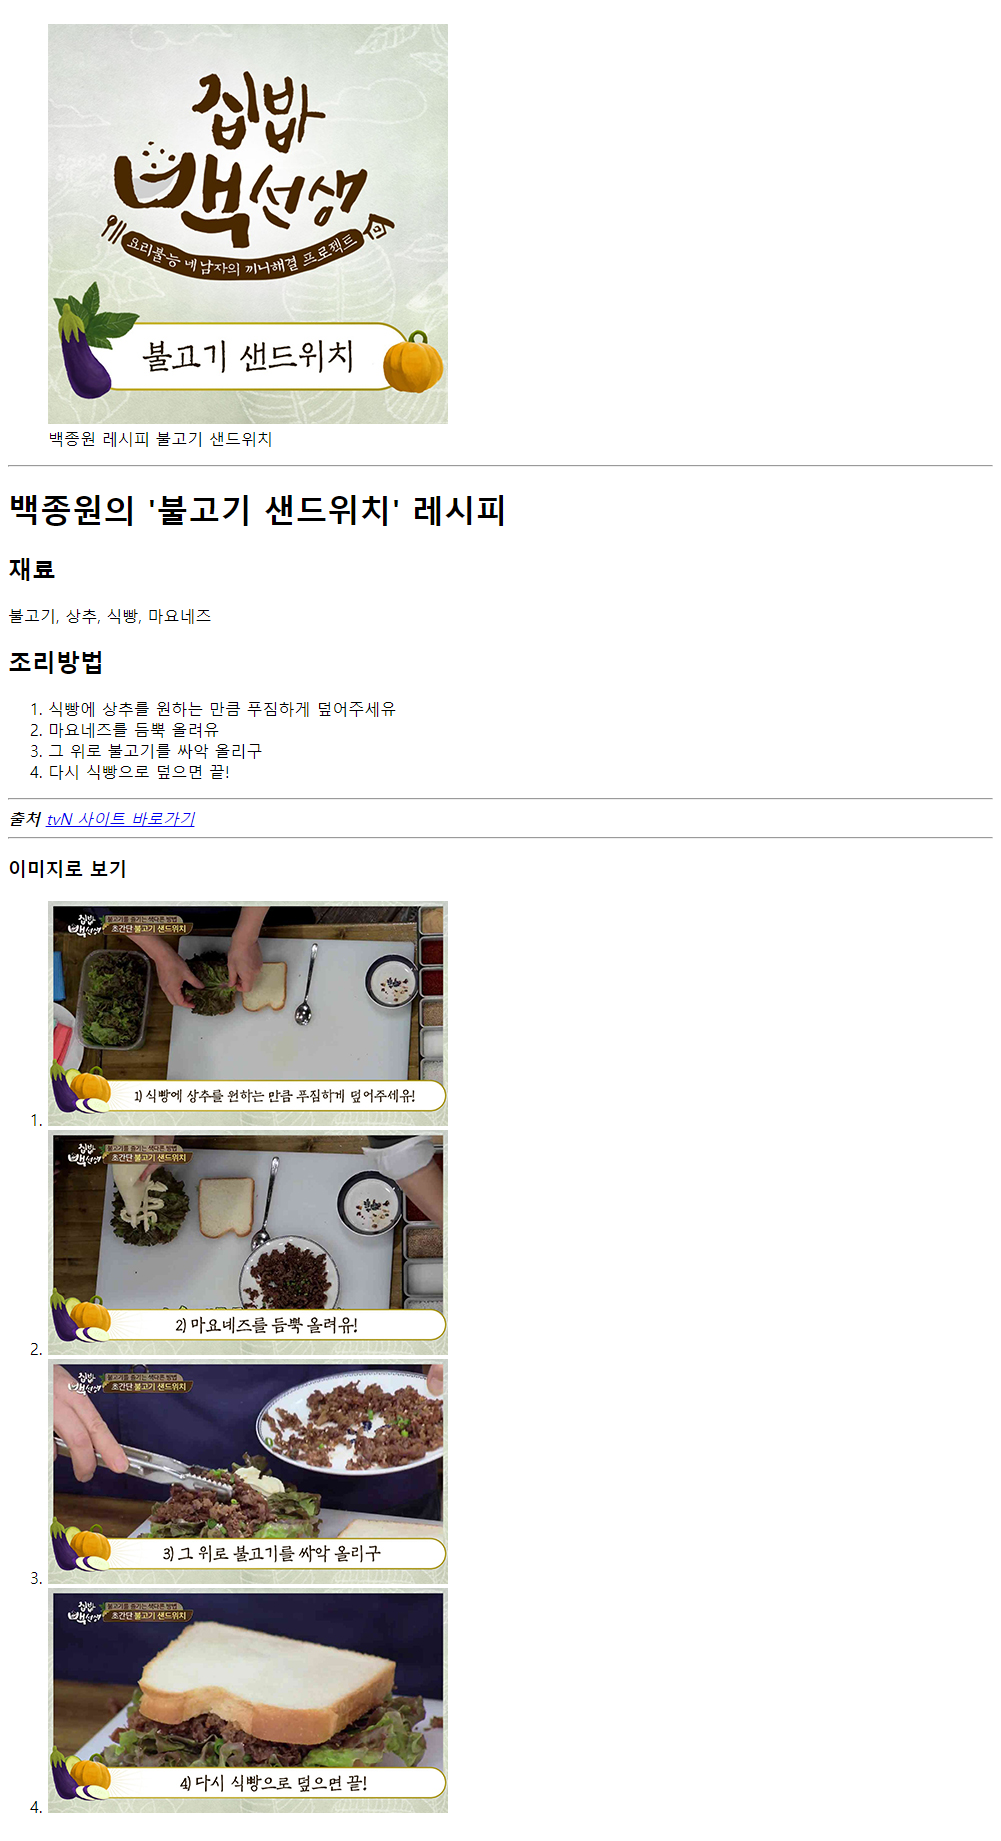 집밥
백선생
요리불능 네 남자의 끼니해결 프로젝트
불고기 샌드위치
백종원 레시피 불고기 샌드위치
백종원의 '불고기 샌드위치' 레시피
재료
불고기, 상추, 식빵, 마요네즈
조리방법
1. 식빵에 상추를 원하는 만큼 푸짐하게 덮어주세유
2. 마요네즈를 듬뿍 올려유
3. 그 위로 불고기를 싸악 올리구
4. 다시 식빵으로 덮으면 끝!
출처 tvN 사이트 바로가기
이미지로 보기
집밥
백선생
불고기를 즐기는 색다른 방법
초간단 불고기 샌드위치
1) 식빵에 상추를 원하는 만큼 푸짐하게 덮어주세유!
1.
집밥
백선생
불고기를 즐기는 색다른 방법
초간단 불고기 샌드위치
2) 마요네즈를 듬뿍 올려유!
2.
집밥
백선생
불고기를 즐기는 색다른 방법
초간단 불고기 샌드위치
3) 그 위로 불고기를 싸악 올리구
3.
집밥
백선생
불고기를 즐기는 색다른 방법
초간단 불고기 샌드위치
4) 다시 식빵으로 덮으면 끝!
4.